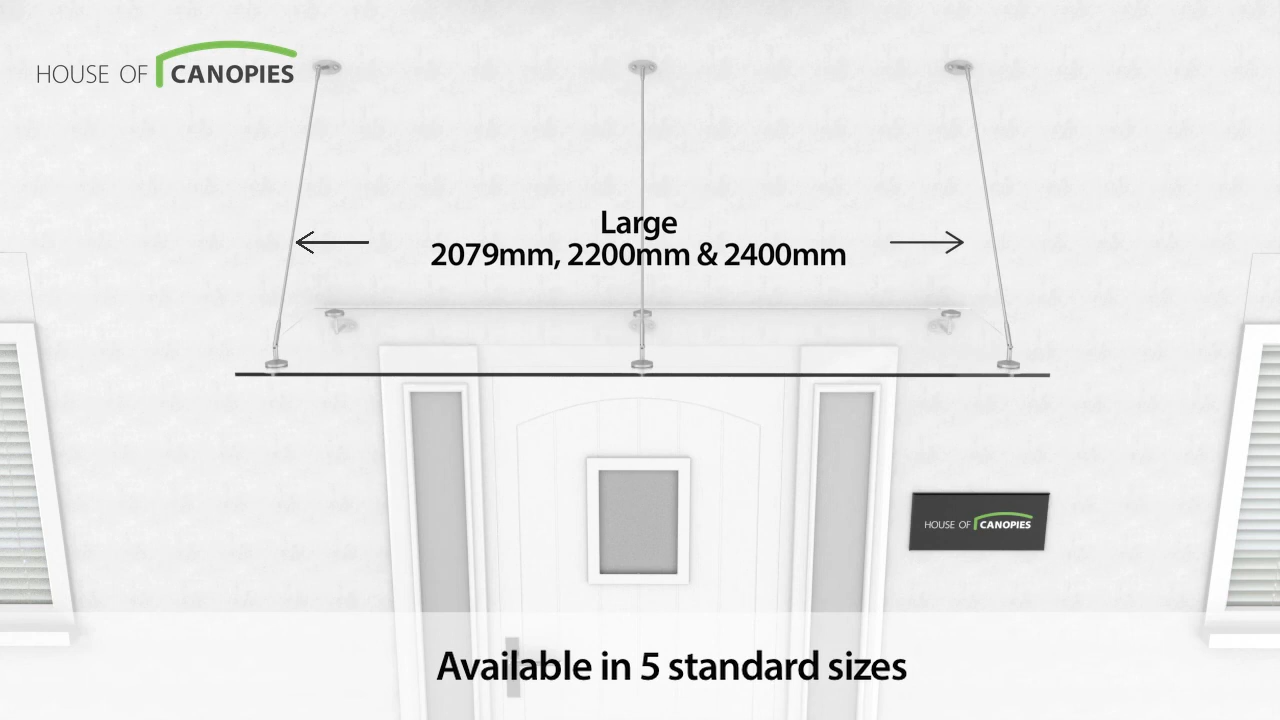 HOUSE OF CANOPIES
Large
2079mm, 2200mm & 2400mm
HOUSE OF CANOPIES
Available in 5 standard sizes